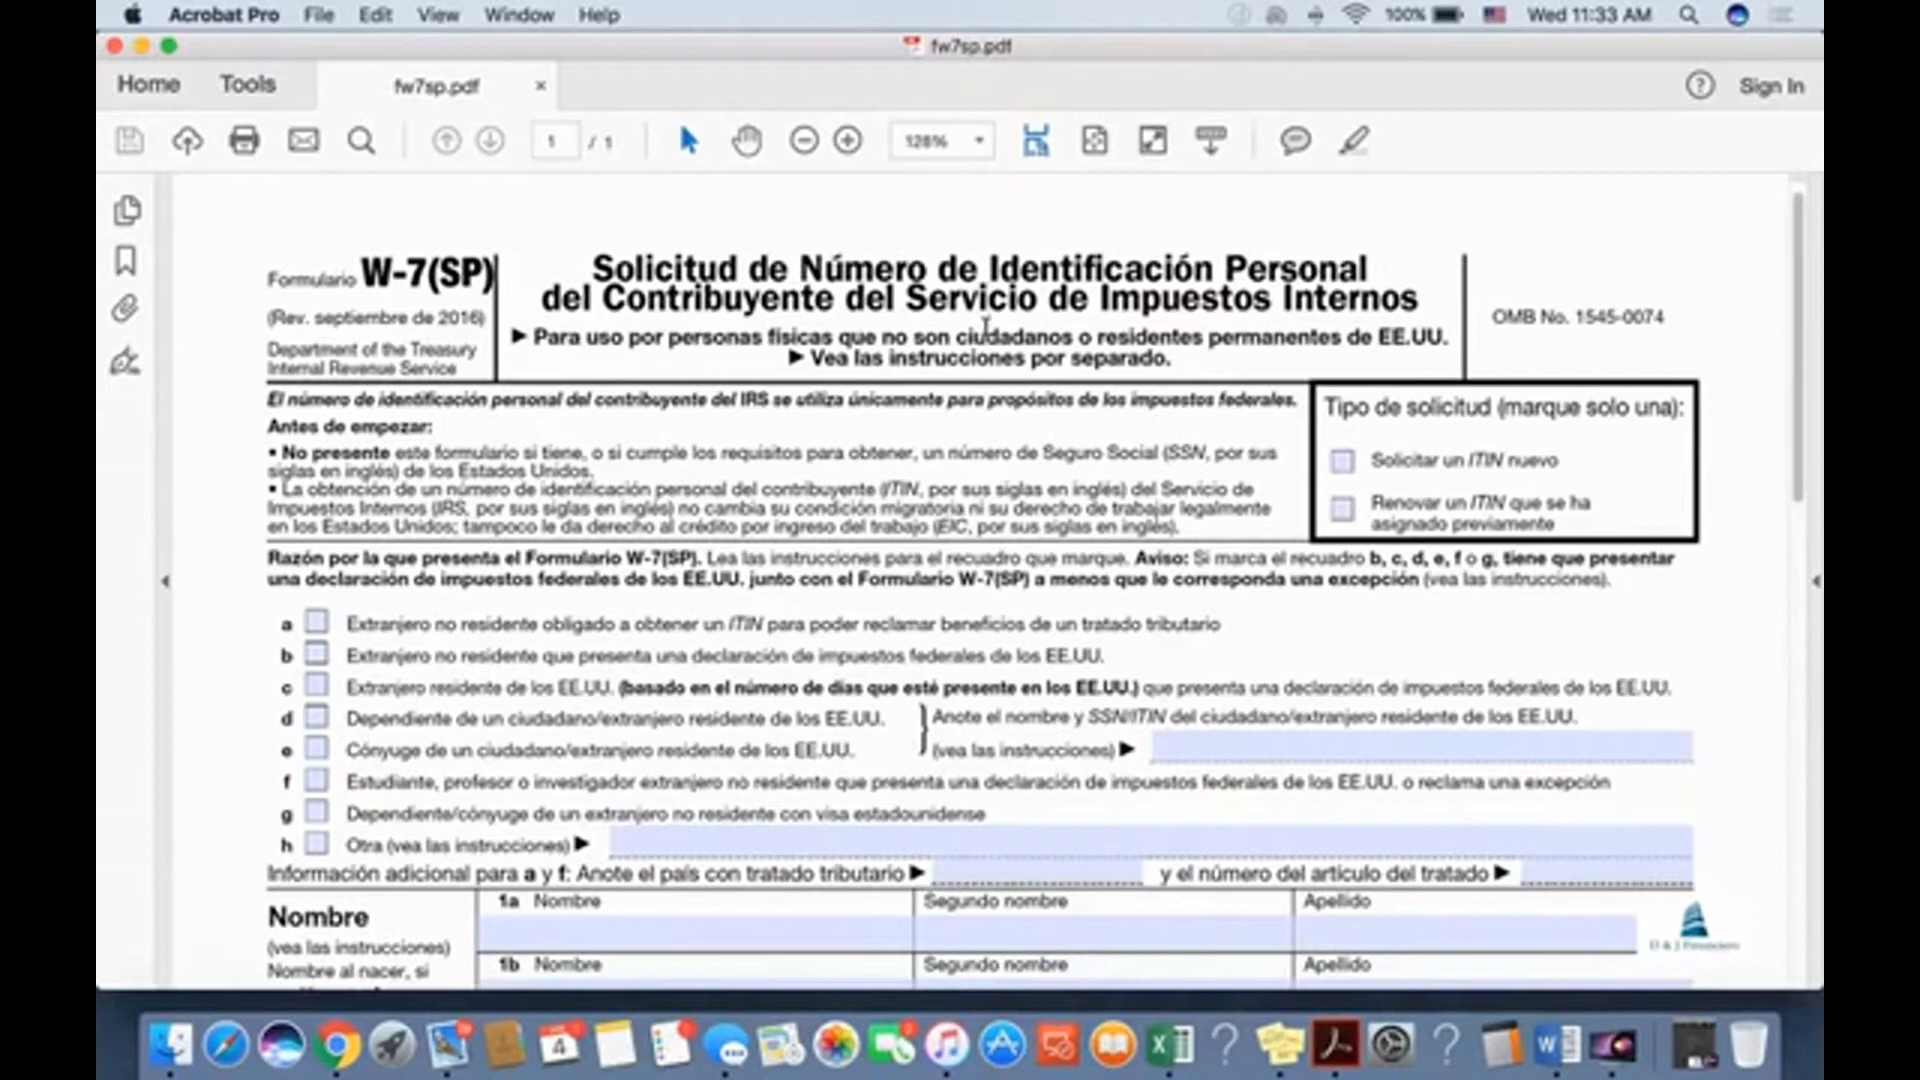 Acrobat Pro File Edit View Window Help 100% Wed 11:33 AM
fw7sp.pdf
Home Tools fw7sp.pdf × ? Sign In
1 / 1 128%
Formulario W-7(SP)
(Rev. septiembre de 2016)
Department of the Treasury
Internal Revenue Service
Solicitud de Número de Identificación Personal
del Contribuyente del Servicio de Impuestos Internos
▶ Para uso por personas físicas que no son ciudadanos o residentes permanentes de EE.UU.
▶ Vea las instrucciones por separado.
OMB No. 1545-0074
El número de identificación personal del contribuyente del IRS se utiliza únicamente para propósitos de los impuestos federales.
Antes de empezar:
• No presente este formulario si tiene, o si cumple los requisitos para obtener, un número de Seguro Social (SSN, por sus
siglas en inglés) de los Estados Unidos.
• La obtención de un número de identificación personal del contribuyente (ITIN, por sus siglas en inglés) del Servicio de
Impuestos Internos (IRS, por sus siglas en inglés) no cambia su condición migratoria ni su derecho de trabajar legalmente
en los Estados Unidos; tampoco le da derecho al crédito por ingreso del trabajo (EIC, por sus siglas en inglés).
Tipo de solicitud (marque solo una):
Solicitar un ITIN nuevo
Renovar un ITIN que se ha
asignado previamente
Razón por la que presenta el Formulario W-7(SP). Lea las instrucciones para el recuadro que marque. Aviso: Si marca el recuadro b, c, d, e, f o g, tiene que presentar
una declaración de impuestos federales de los EE.UU. junto con el Formulario W-7(SP) a menos que le corresponda una excepción (vea las instrucciones).
a Extranjero no residente obligado a obtener un ITIN para poder reclamar beneficios de un tratado tributario
b Extranjero no residente que presenta una declaración de impuestos federales de los EE.UU.
c Extranjero residente de los EE.UU. (basado en el número de días que esté presente en los EE.UU.) que presenta una declaración de impuestos federales de los EE.UU.
d Dependiente de un ciudadano/extranjero residente de los EE.UU. Anote el nombre y SSN/ITIN del ciudadano/extranjero residente de los EE.UU.
e Cónyuge de un ciudadano/extranjero residente de los EE.UU. (vea las instrucciones) ▶
f Estudiante, profesor o investigador extranjero no residente que presenta una declaración de impuestos federales de los EE.UU. o reclama una excepción
g Dependiente/cónyuge de un extranjero no residente con visa estadounidense
h Otra (vea las instrucciones) ▶
Información adicional para a y f: Anote el país con tratado tributario ▶ y el número del artículo del tratado ▶
Nombre
(vea las instrucciones)
Nombre al nacer, si
1a Nombre Segundo nombre Apellido
1b Nombre Segundo nombre Apellido
D & J Financiero
4